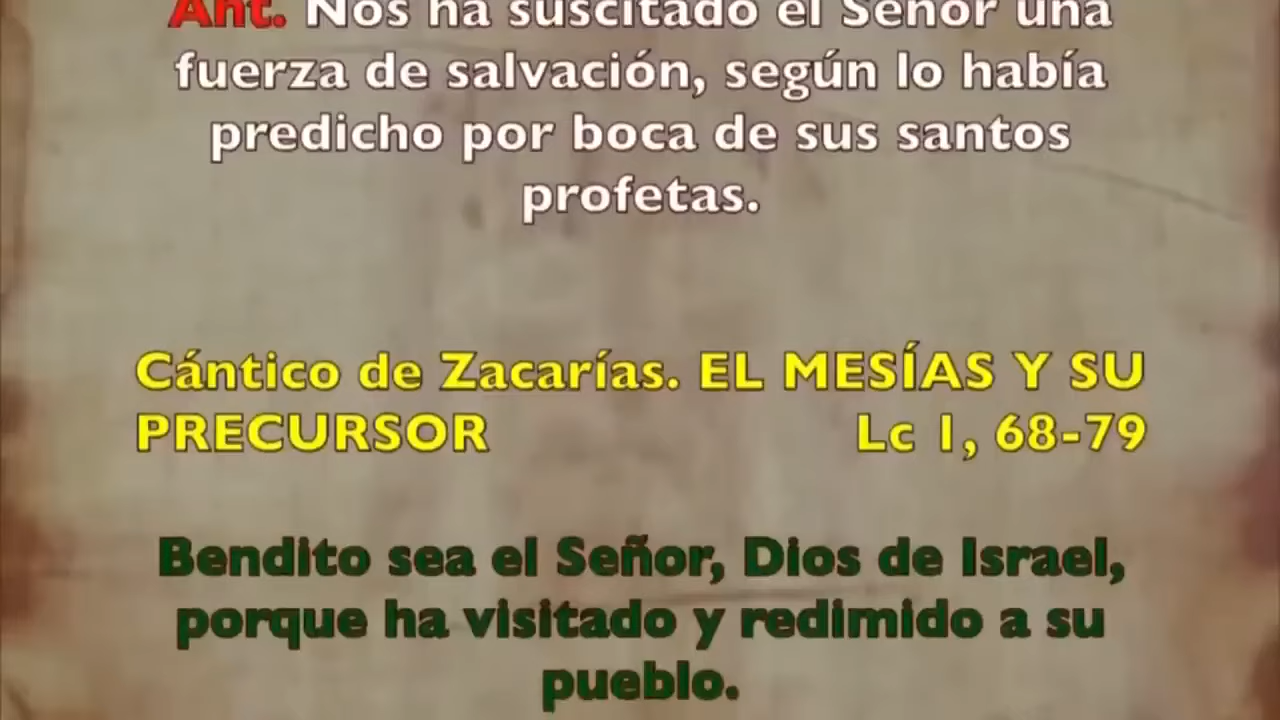 Ant. Nos ha suscitado el Señor una
fuerza de salvación, según lo había
predicho por boca de sus santos
profetas.
Cántico de Zacarías. EL MESÍAS Y SU
PRECURSOR Lc 1, 68-79
Bendito sea el Señor, Dios de Israel,
porque ha visitado y redimido a su
pueblo.